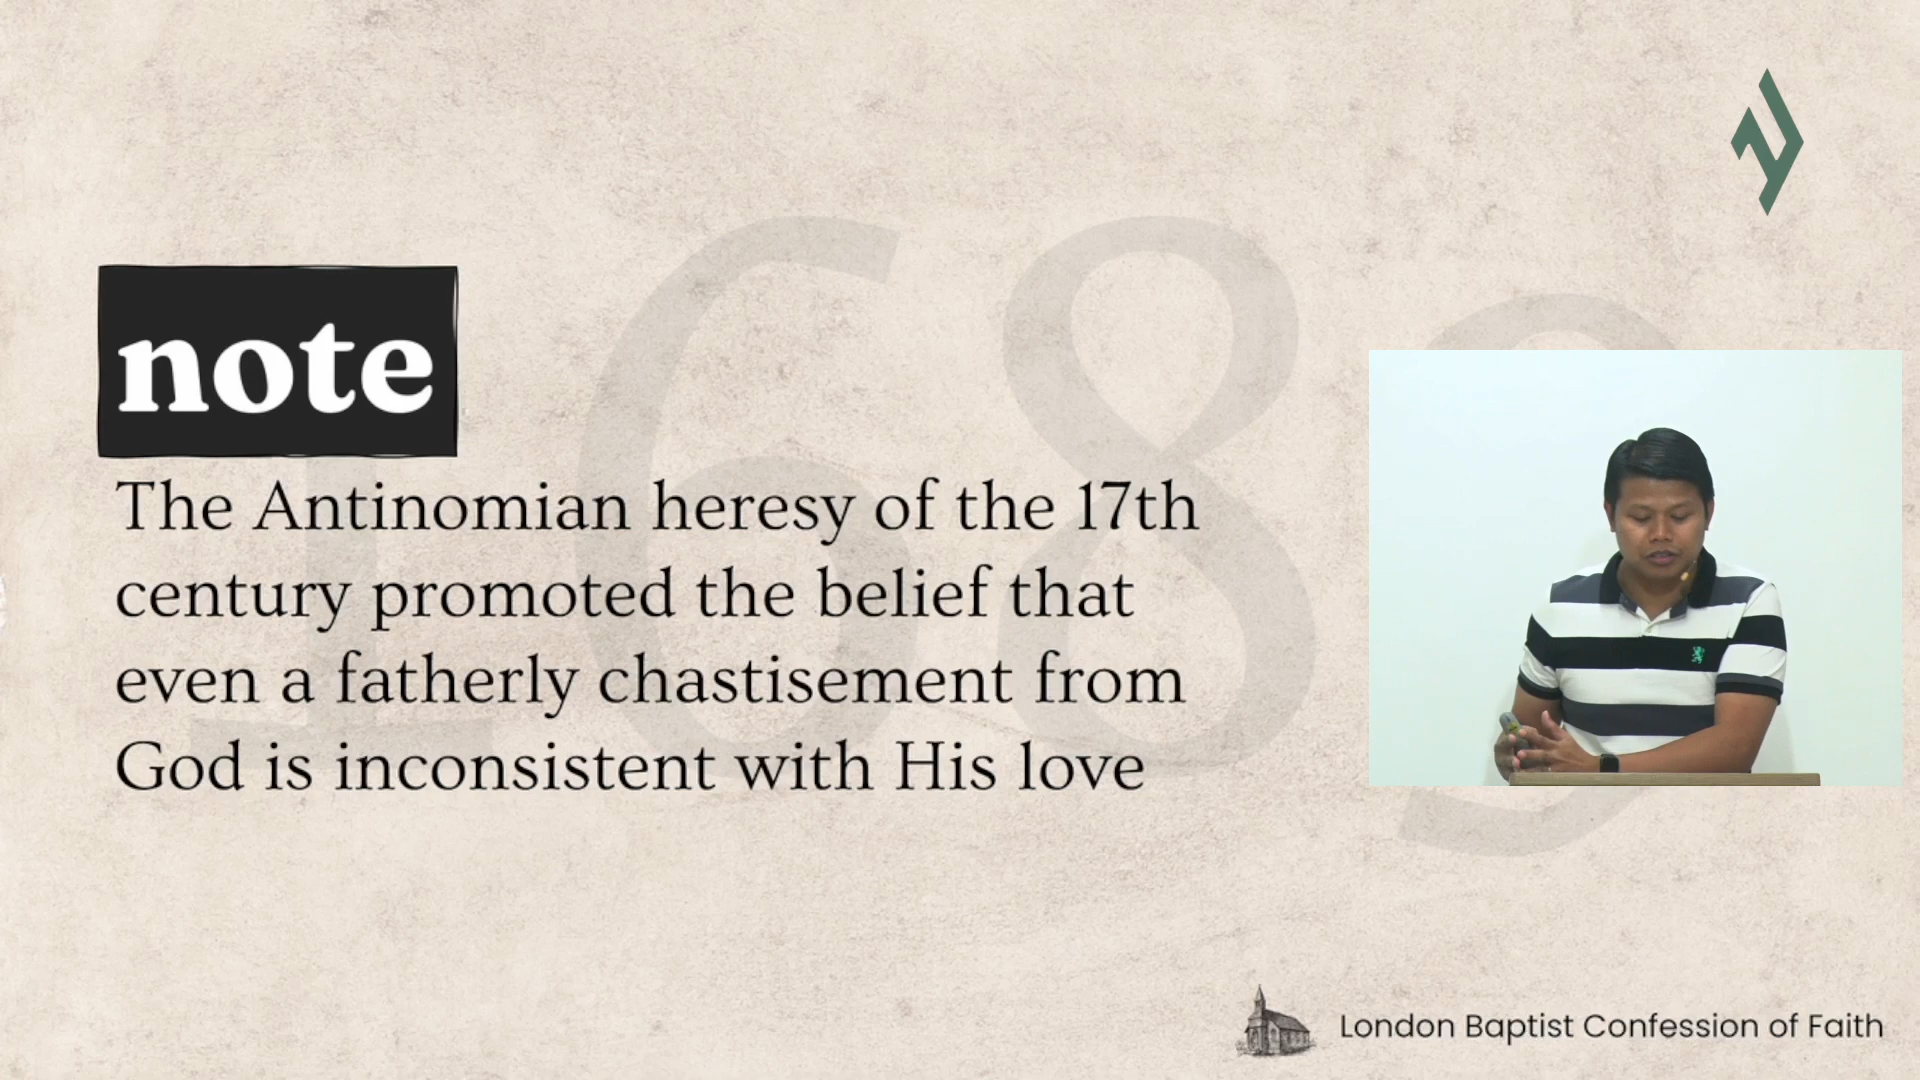 1689
note
The Antinomian heresy of the 17th
century promoted the belief that
even a fatherly chastisement from
God is inconsistent with His love
London Baptist Confession of Faith